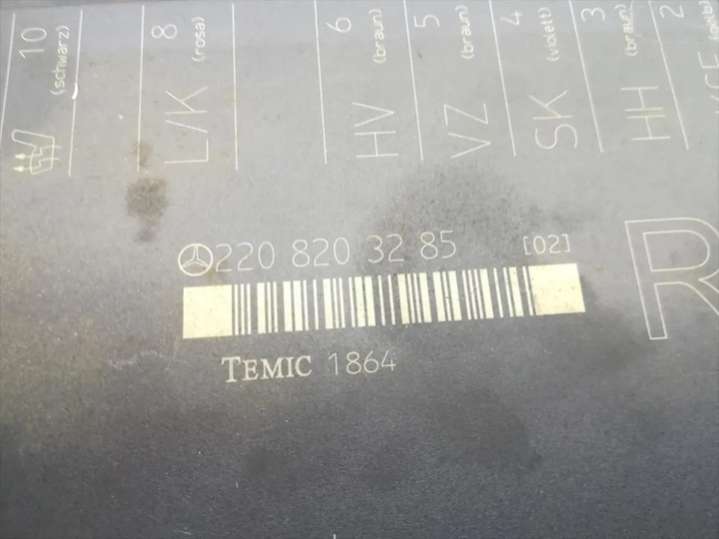 10 (schwarz)
8 (rosa)
L/K
6 (braun)
HV
5 (braun)
VZ
4 (violett)
SK
3 (braun)
HH
2
220 820 32 85 [02]
R
TEMIC 1864